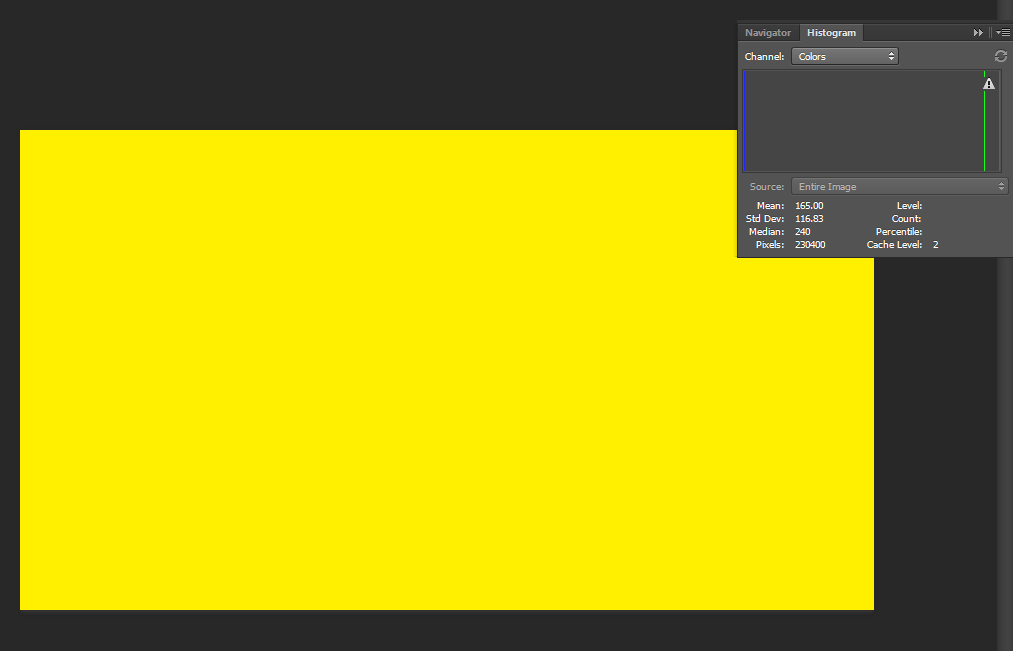 Navigator Histogram
Channel: Colors
Source: Entire Image
Mean: 165.00 Level:
Std Dev: 116.83 Count:
Median: 240 Percentile:
Pixels: 230400 Cache Level: 2